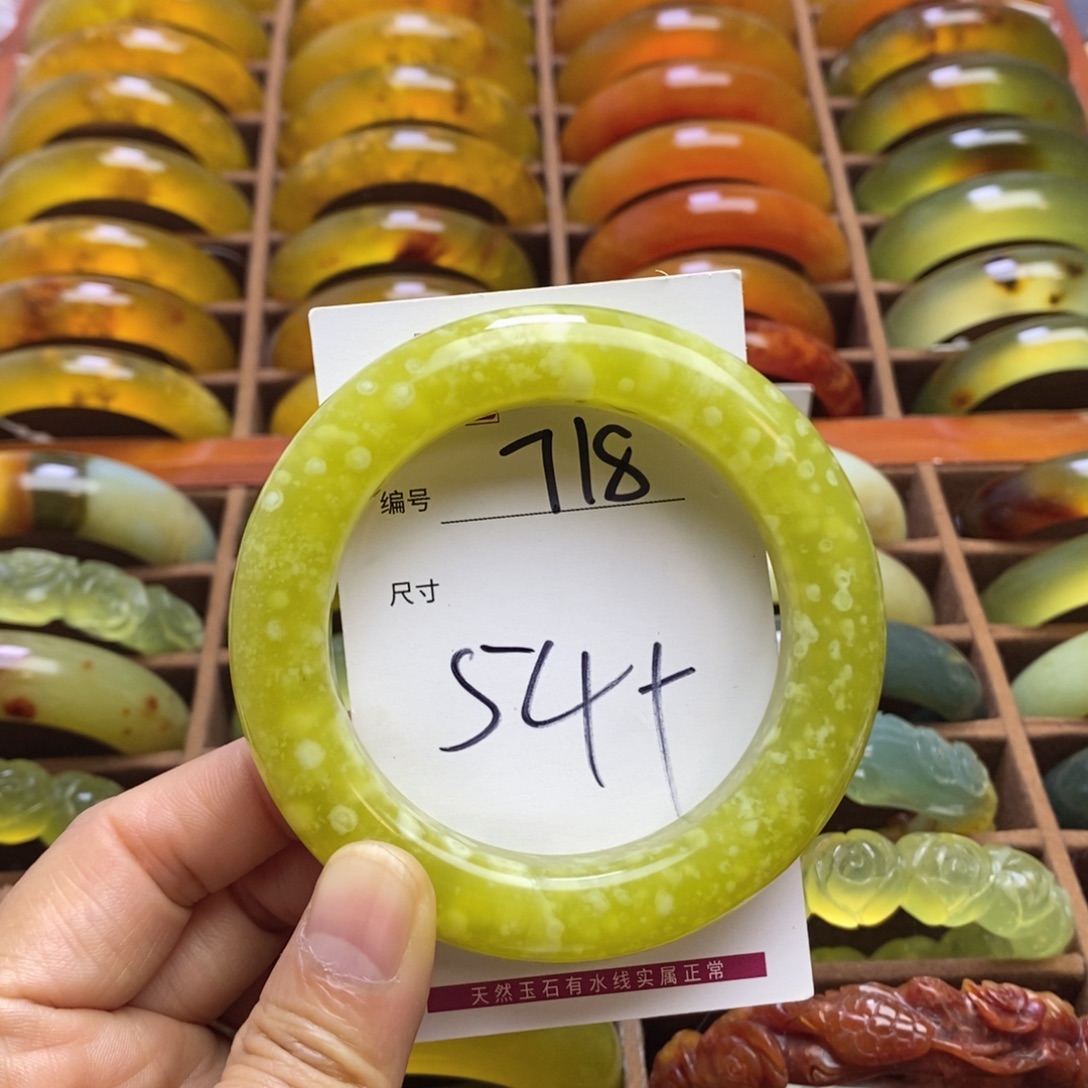 编号 718
尺寸
54+
天然玉石有水线实属正常